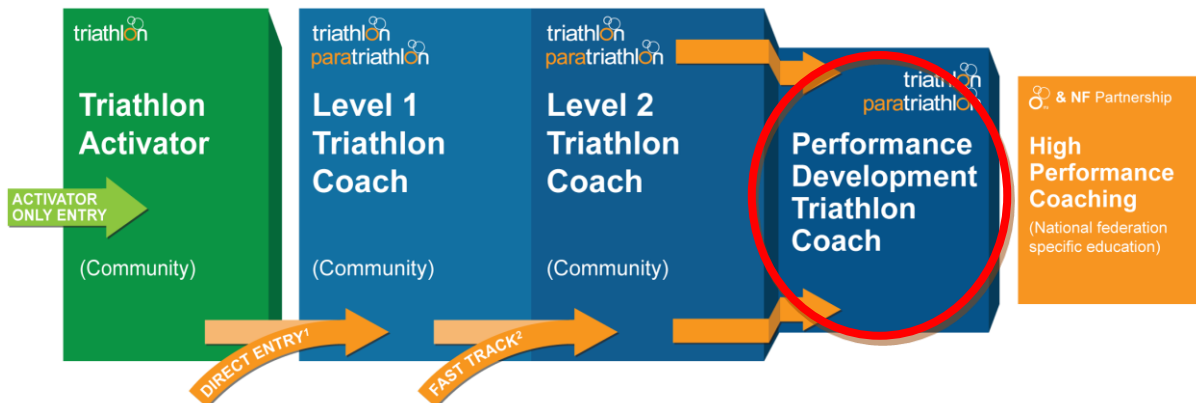 triathlon
Triathlon
Activator
ACTIVATOR
ONLY ENTRY
(Community)
triathlon
paratriathlon
Level 1
Triathlon
Coach
(Community)
DIRECT ENTRY¹
triathlon
paratriathlon
Level 2
Triathlon
Coach
(Community)
FAST TRACK²
triathlon
paratriathlon
Performance
Development
Triathlon
Coach
& NF Partnership
High
Performance
Coaching
(National federation
specific education)